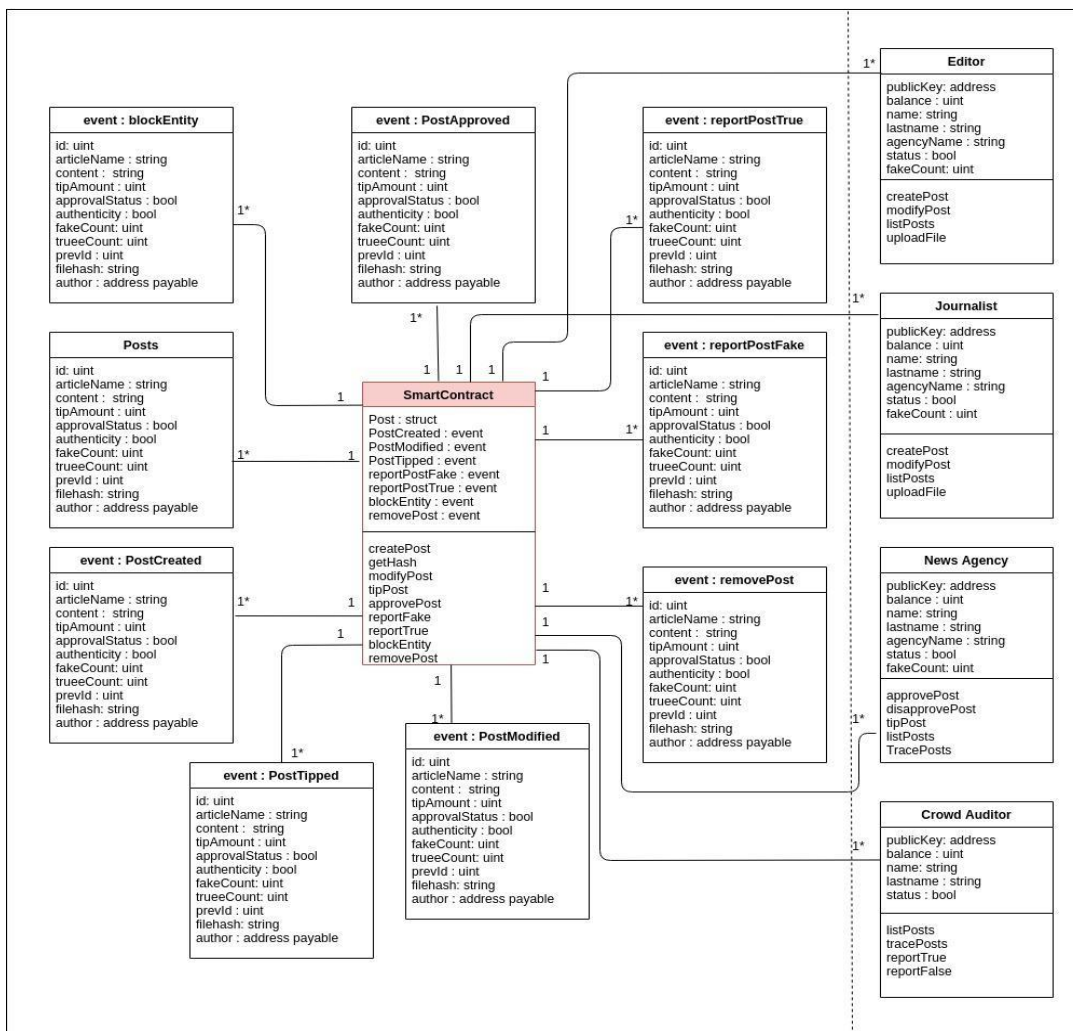 event : blockEntity
id: uint
articleName : string
content :  string
tipAmount : uint
approvalStatus : bool
authenticity : bool
fakeCount: uint
trueeCount: uint
prevId : uint
filehash: string
author : address payable
1*
1
event : PostApproved
id: uint
articleName : string
content :  string
tipAmount : uint
approvalStatus : bool
authenticity : bool
fakeCount: uint
trueeCount: uint
prevId : uint
filehash: string
author : address payable
1*
1
event : reportPostTrue
id: uint
articleName : string
content :  string
tipAmount : uint
approvalStatus : bool
authenticity : bool
fakeCount: uint
trueeCount: uint
prevId : uint
filehash: string
author : address payable
1*
1
Posts
id: uint
articleName : string
content :  string
tipAmount : uint
approvalStatus : bool
authenticity : bool
fakeCount: uint
trueeCount: uint
prevId : uint
filehash: string
author : address payable
1*
1
SmartContract
Post : struct
PostCreated : event
PostModified : event
PostTipped : event
reportPostFake : event
reportPostTrue : event
blockEntity : event
removePost : event
createPost
getHash
modifyPost
tipPost
approvePost
reportFake
reportTrue
blockEntity
removePost
event : reportPostFake
id: uint
articleName : string
content :  string
tipAmount : uint
approvalStatus : bool
authenticity : bool
fakeCount: uint
trueeCount: uint
prevId : uint
filehash: string
author : address payable
1*
1
event : PostCreated
id: uint
articleName : string
content :  string
tipAmount : uint
approvalStatus : bool
authenticity : bool
fakeCount: uint
trueeCount: uint
prevId : uint
filehash: string
author : address payable
1*
1
event : removePost
id: uint
articleName : string
content :  string
tipAmount : uint
approvalStatus : bool
authenticity : bool
fakeCount: uint
trueeCount: uint
prevId : uint
filehash: string
author : address payable
1*
1
event : PostTipped
id: uint
articleName : string
content :  string
tipAmount : uint
approvalStatus : bool
authenticity : bool
fakeCount: uint
trueeCount: uint
prevId : uint
filehash: string
author : address payable
1*
1
event : PostModified
id: uint
articleName : string
content :  string
tipAmount : uint
approvalStatus : bool
authenticity : bool
fakeCount: uint
trueeCount: uint
prevId : uint
filehash: string
author : address payable
1*
1
Editor
publicKey: address
balance : uint
name: string
lastname : string
agencyName : string
status : bool
fakeCount: uint
createPost
modifyPost
listPosts
uploadFile
1*
1
Journalist
publicKey: address
balance : uint
name: string
lastname : string
agencyName : string
status : bool
fakeCount : uint
createPost
modifyPost
listPosts
uploadFile
1*
1
News Agency
publicKey: address
balance : uint
name: string
lastname : string
agencyName : string
status : bool
fakeCount: uint
approvePost
disapprovePost
tipPost
listPosts
TracePosts
1*
1
Crowd Auditor
publicKey: address
balance : uint
name: string
lastname : string
status : bool
listPosts
tracePosts
reportTrue
reportFalse
1*
1